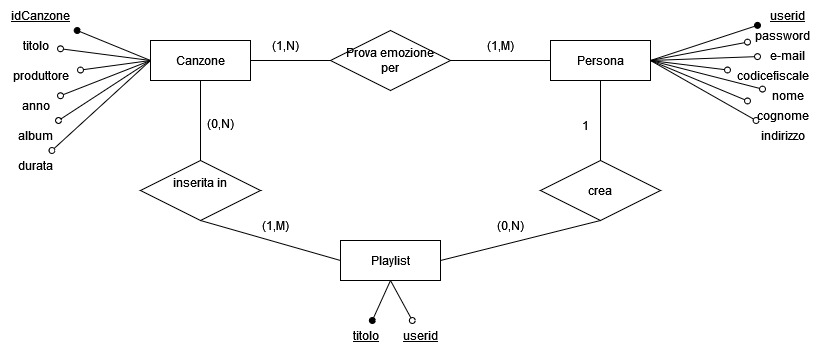 idCanzone
titolo
produttore
anno
album
durata
Canzone
(1,N)
Prova emozione
per
(1,M)
Persona
userid
password
e-mail
codicefiscale
nome
cognome
indirizzo
(0,N)
1
inserita in
crea
(1,M)
(0,N)
Playlist
titolo
userid